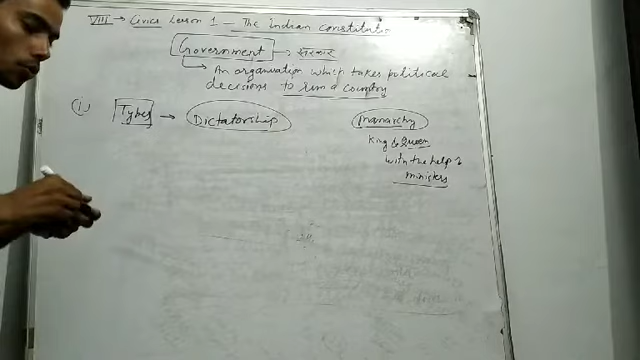 VIII → Civics Lesson 1 - The Indian Constitution
Government → सरकार
→ An organisation which takes political
decisions to run a country
(i) Types → Dictatorship
Monarchy
King & Queen
with the help of
ministers